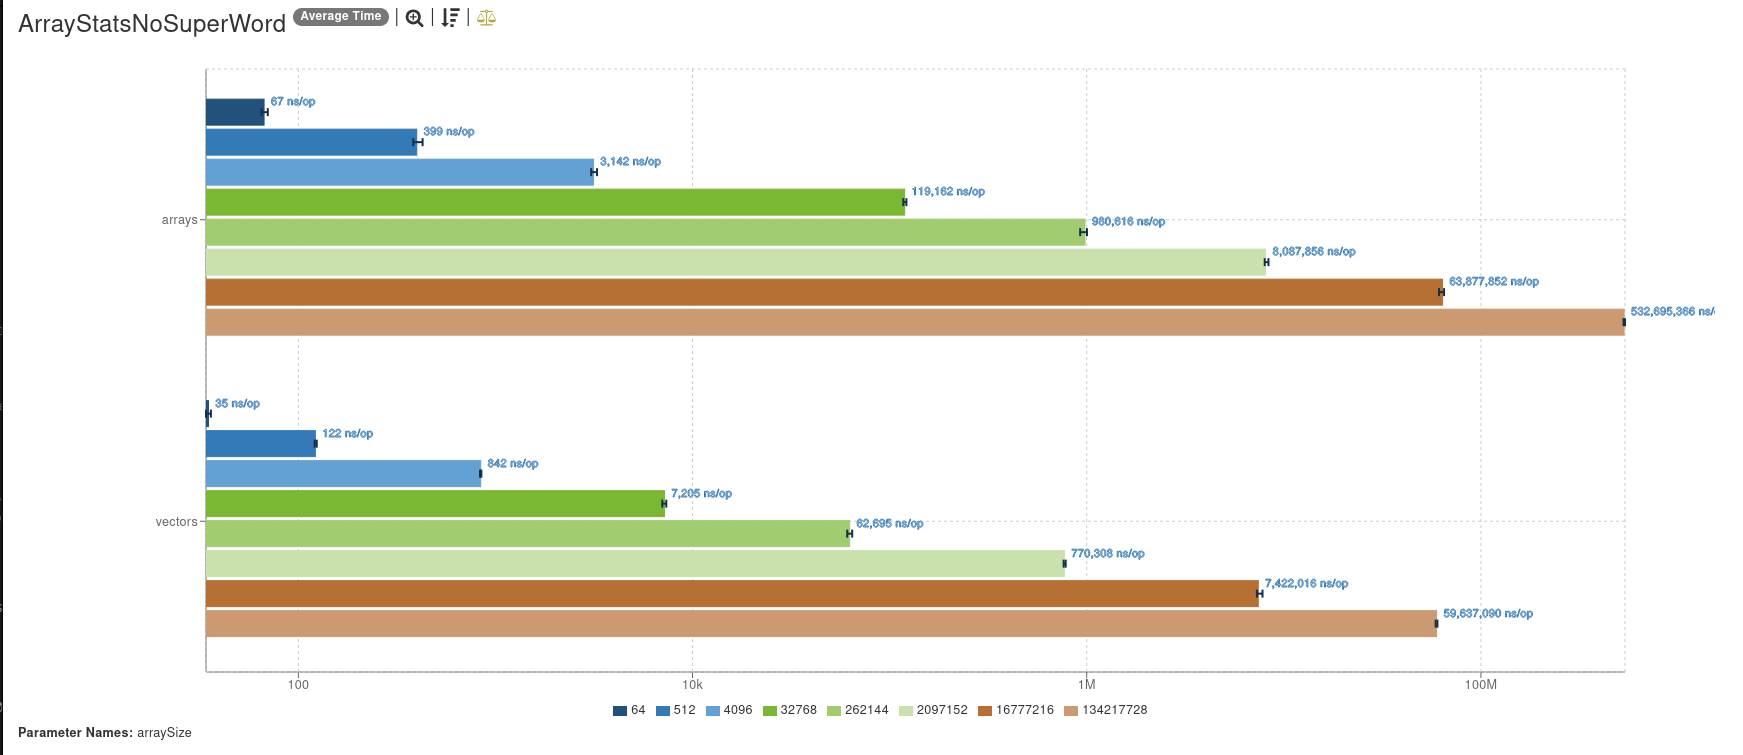 ArrayStatsNoSuperWord Average Time
67 ns/op
399 ns/op
3,142 ns/op
119,162 ns/op
arrays
980,616 ns/op
8,087,856 ns/op
63,877,852 ns/op
532,695,366 ns/
35 ns/op
122 ns/op
842 ns/op
7,205 ns/op
vectors
62,695 ns/op
770,308 ns/op
7,422,016 ns/op
59,637,090 ns/op
100 10k 1M 100M
64 512 4096 32768 262144 2097152 16777216 134217728
Parameter Names: arraySize